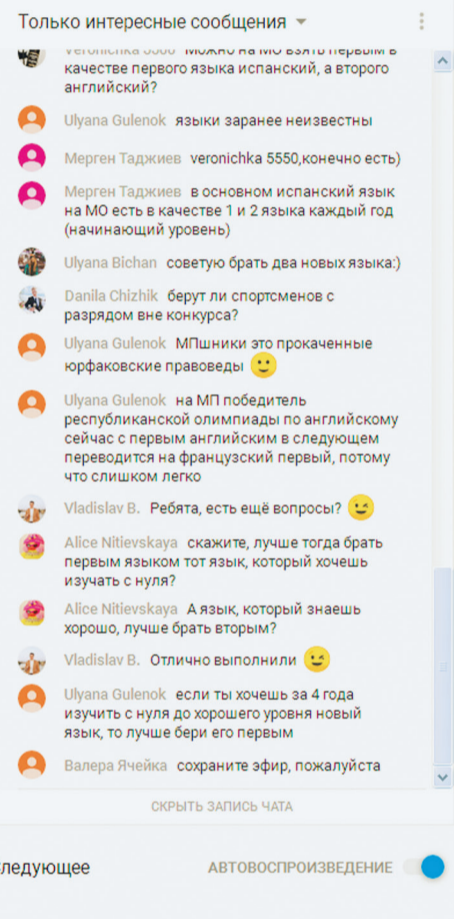 Только интересные сообщения
Veronichka 5550 Можно на МО взять первым в
качестве первого языка испанский, а второго
английский?
Ulyana Gulenok языки заранее неизвестны
Мерген Таджиев veronichka 5550,конечно есть)
Мерген Таджиев в основном испанский язык
на МО есть в качестве 1 и 2 языка каждый год
(начинающий уровень)
Ulyana Bichan советую брать два новых языка:)
Danila Chizhik берут ли спортсменов с
разрядом вне конкурса?
Ulyana Gulenok МПшники это прокаченные
юрфаковские правоведы
Ulyana Gulenok на МП победитель
республиканской олимпиады по английскому
сейчас с первым английским в следующем
переводится на французский первый, потому
что слишком легко
Vladislav B. Ребята, есть ещё вопросы?
Alice Nitievskaya скажите, лучше тогда брать
первым языком тот язык, который хочешь
изучать с нуля?
Alice Nitievskaya А язык, который знаешь
хорошо, лучше брать вторым?
Vladislav B. Отлично выполнили
Ulyana Gulenok если ты хочешь за 4 года
изучить с нуля до хорошего уровня новый
язык, то лучше бери его первым
Валера Ячейка сохраните эфир, пожалуйста
СКРЫТЬ ЗАПИСЬ ЧАТА
ледующее АВТОВОСПРОИЗВЕДЕНИЕ